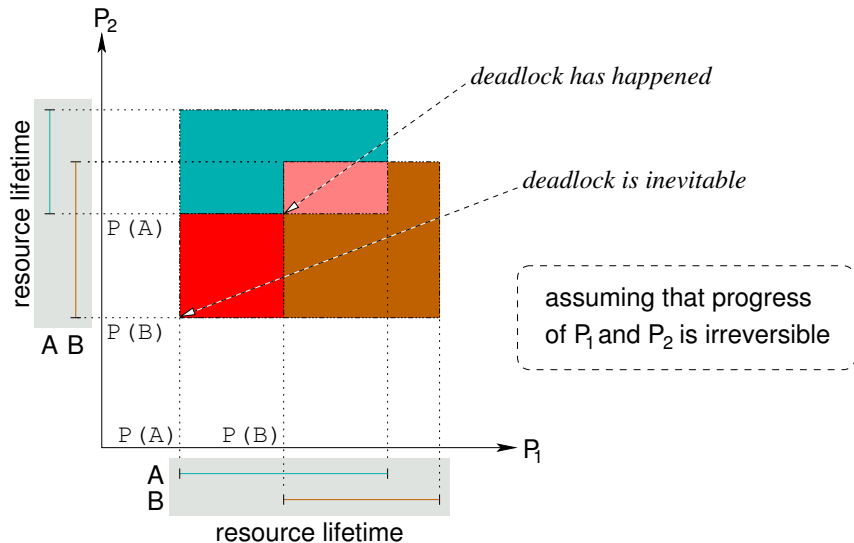 P2
deadlock has happened
resource lifetime
deadlock is inevitable
P(A)
assuming that progress
of P1 and P2 is irreversible
P(B)
A B
P(A) P(B)
P1
A
B
resource lifetime